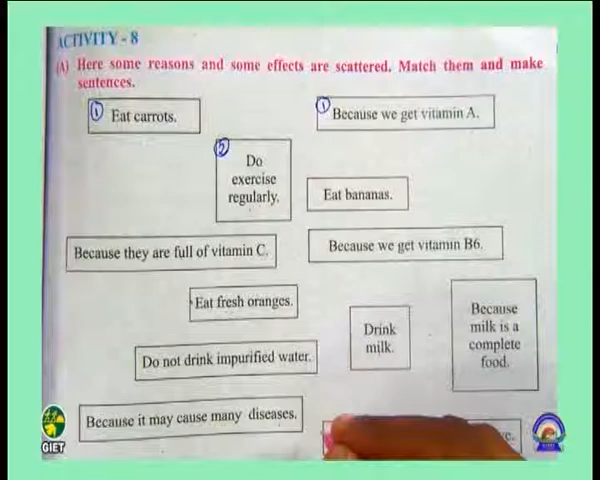 ACTIVITY - 8
(A) Here some reasons and some effects are scattered. Match them and make
sentences.
① Eat carrots.
① Because we get vitamin A.
② Do
exercise
regularly.
Eat bananas.
Because they are full of vitamin C.
Because we get vitamin B6.
Eat fresh oranges.
Drink
milk.
Because
milk is a
complete
food.
Do not drink impurified water.
Because it may cause many diseases.
GIET